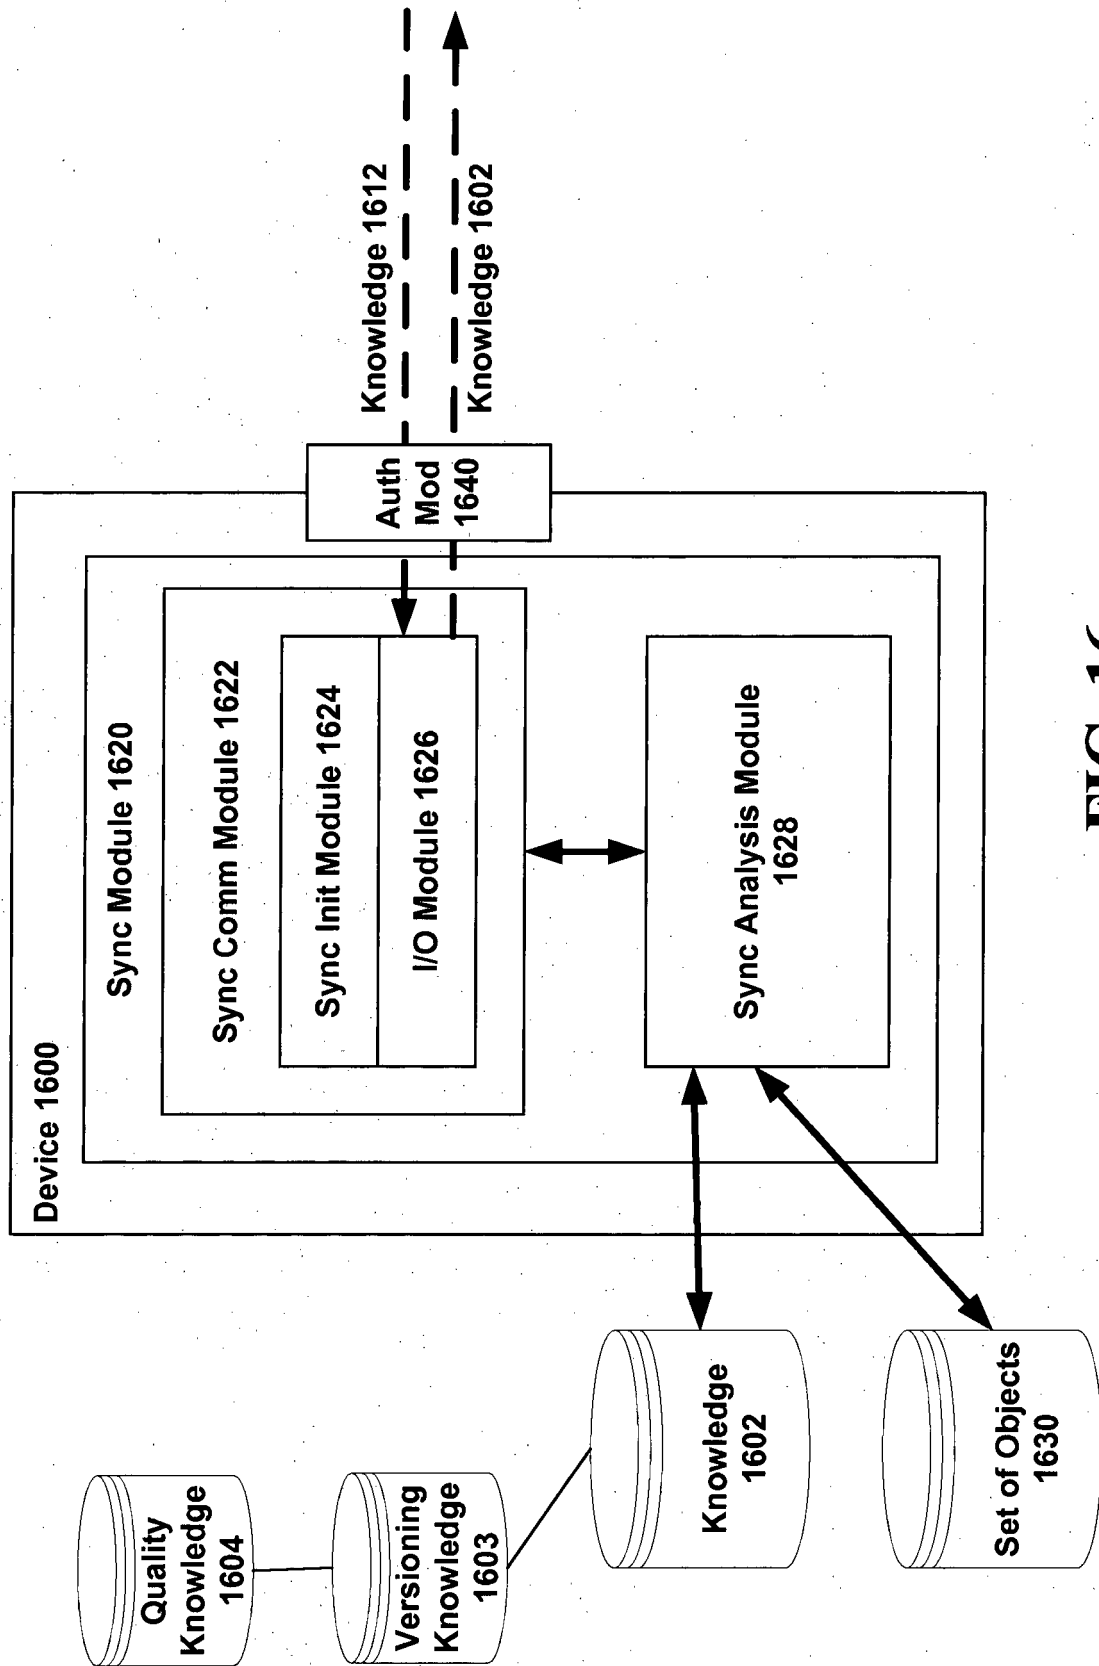 Device 1600
Sync Module 1620
Sync Comm Module 1622
Sync Init Module 1624
I/O Module 1626
Auth
Mod
1640
Knowledge 1612
Knowledge 1602
Sync Analysis Module
1628
Quality
Knowledge
1604
Versioning
Knowledge
1603
Knowledge
1602
Set of Objects
1630
FIG. 16